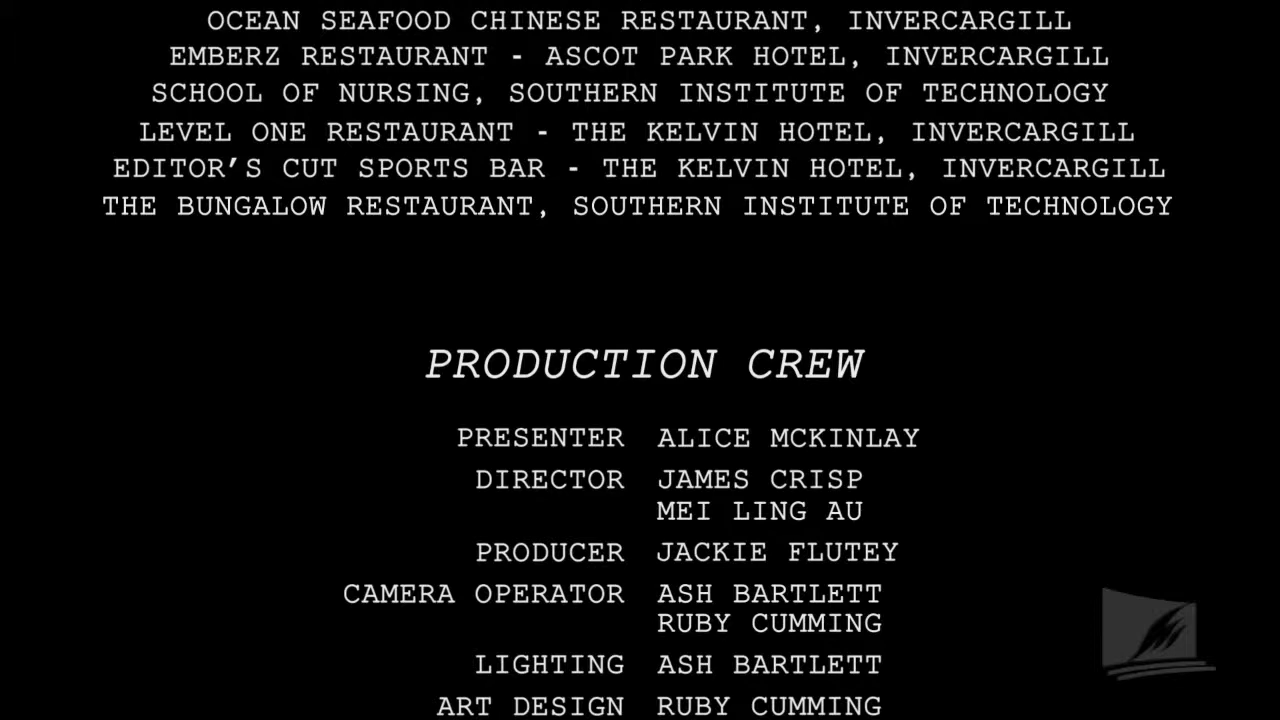 OCEAN SEAFOOD CHINESE RESTAURANT, INVERCARGILL
EMBERZ RESTAURANT - ASCOT PARK HOTEL, INVERCARGILL
SCHOOL OF NURSING, SOUTHERN INSTITUTE OF TECHNOLOGY
LEVEL ONE RESTAURANT - THE KELVIN HOTEL, INVERCARGILL
EDITOR'S CUT SPORTS BAR - THE KELVIN HOTEL, INVERCARGILL
THE BUNGALOW RESTAURANT, SOUTHERN INSTITUTE OF TECHNOLOGY
PRODUCTION CREW
PRESENTER ALICE MCKINLAY
DIRECTOR JAMES CRISP
MEI LING AU
PRODUCER JACKIE FLUTEY
CAMERA OPERATOR ASH BARTLETT
RUBY CUMMING
LIGHTING ASH BARTLETT
ART DESIGN RUBY CUMMING